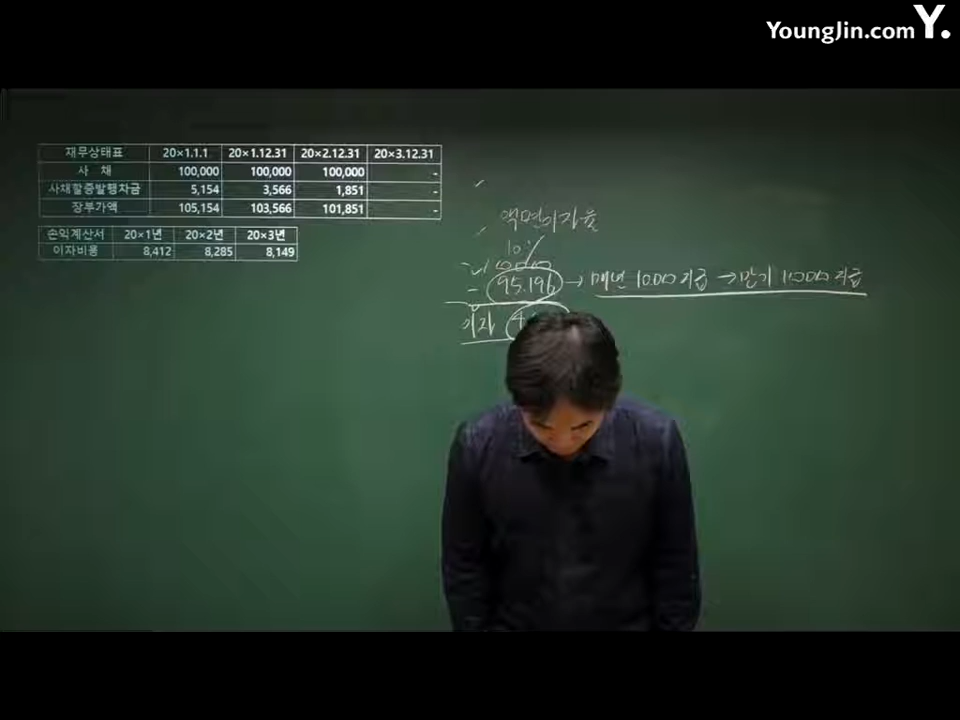 YoungJin.com Y.
재무상태표 20×1.1.1 20×1.12.31 20×2.12.31 20×3.12.31
사 채 100,000 100,000 100,000 -
사채할증발행차금 5,154 3,566 1,851 -
장부가액 105,154 103,566 101,851 -
손익계산서 20×1년 20×2년 20×3년
이자비용 8,412 8,285 8,149
액면이자율
10%
95.196 → 매년 10000 지급 → 만기 지급
이자